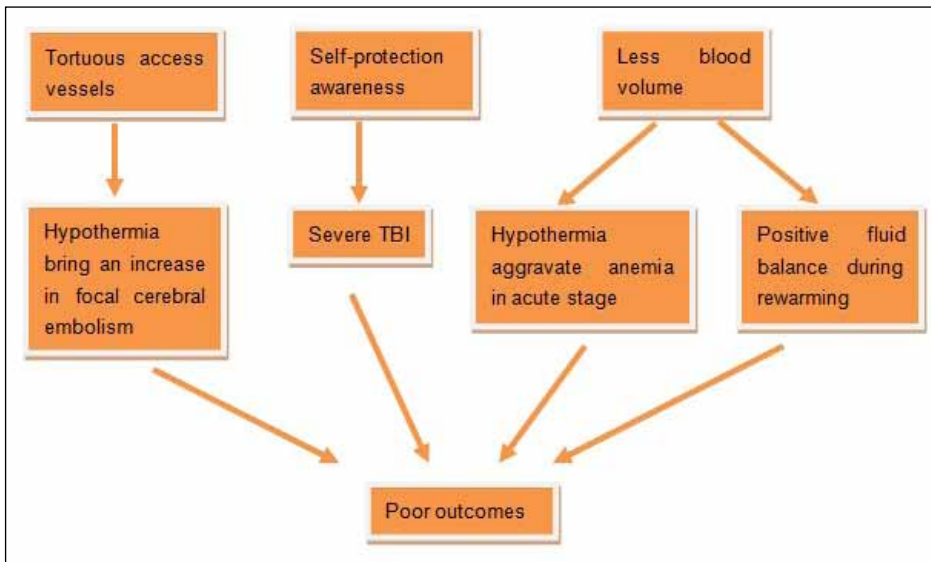 Tortuous access
vessels
Self-protection
awareness
Less blood
volume
Hypothermia
bring an increase
in focal cerebral
embolism
Severe TBI
Hypothermia
aggravate anemia
in acute stage
Positive fluid
balance during
rewarming
Poor outcomes